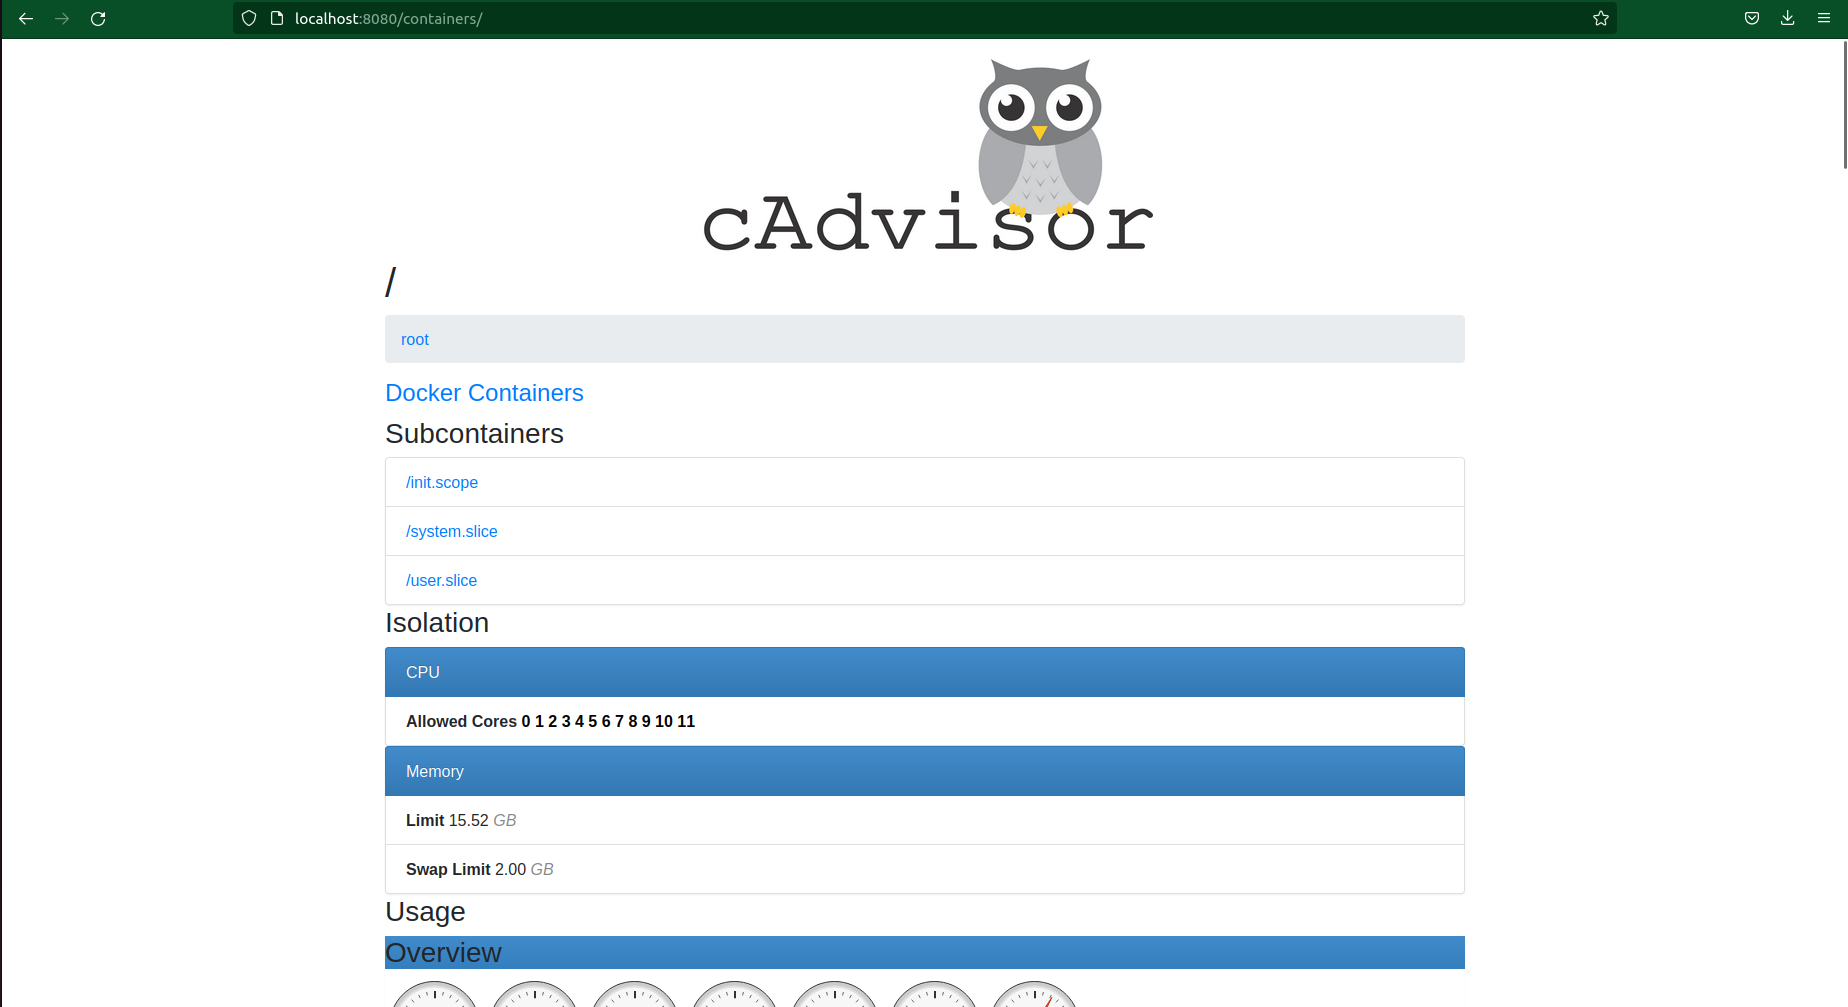 localhost:8080/containers/
cAdvisor
/
root
Docker Containers
Subcontainers
/init.scope
/system.slice
/user.slice
Isolation
CPU
Allowed Cores 0 1 2 3 4 5 6 7 8 9 10 11
Memory
Limit 15.52 GB
Swap Limit 2.00 GB
Usage
Overview